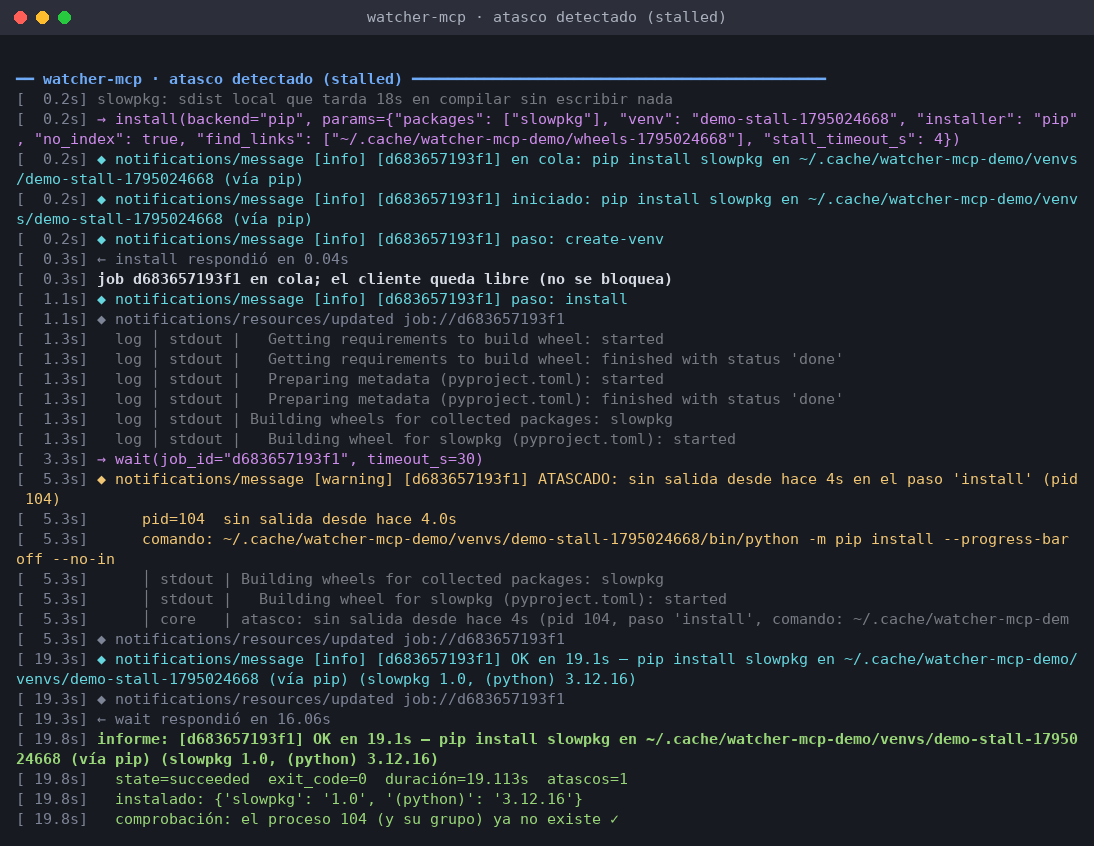 watcher-mcp · atasco detectado (stalled)
━━ watcher-mcp · atasco detectado (stalled) ━━━━━━━━━━━━━━━━━━━━━━━━━━━━━━━━━━━━━━━━━━━━━━
[  0.2s] slowpkg: sdist local que tarda 18s en compilar sin escribir nada
[  0.2s] → install(backend="pip", params={"packages": ["slowpkg"], "venv": "demo-stall-1795024668", "installer": "pip"
, "no_index": true, "find_links": ["~/.cache/watcher-mcp-demo/wheels-1795024668"], "stall_timeout_s": 4})
[  0.2s] ◆ notifications/message [info] [d683657193f1] en cola: pip install slowpkg en ~/.cache/watcher-mcp-demo/venvs
/demo-stall-1795024668 (vía pip)
[  0.2s] ◆ notifications/message [info] [d683657193f1] iniciado: pip install slowpkg en ~/.cache/watcher-mcp-demo/venv
s/demo-stall-1795024668 (vía pip)
[  0.2s] ◆ notifications/message [info] [d683657193f1] paso: create-venv
[  0.3s] ← install respondió en 0.04s
[  0.3s] job d683657193f1 en cola; el cliente queda libre (no se bloquea)
[  1.1s] ◆ notifications/message [info] [d683657193f1] paso: install
[  1.1s] ◆ notifications/resources/updated job://d683657193f1
[  1.3s]   log │ stdout |   Getting requirements to build wheel: started
[  1.3s]   log │ stdout |   Getting requirements to build wheel: finished with status 'done'
[  1.3s]   log │ stdout |   Preparing metadata (pyproject.toml): started
[  1.3s]   log │ stdout |   Preparing metadata (pyproject.toml): finished with status 'done'
[  1.3s]   log │ stdout | Building wheels for collected packages: slowpkg
[  1.3s]   log │ stdout |   Building wheel for slowpkg (pyproject.toml): started
[  3.3s] → wait(job_id="d683657193f1", timeout_s=30)
[  5.3s] ◆ notifications/message [warning] [d683657193f1] ATASCADO: sin salida desde hace 4s en el paso 'install' (pid
 104)
[  5.3s]      pid=104  sin salida desde hace 4.0s
[  5.3s]      comando: ~/.cache/watcher-mcp-demo/venvs/demo-stall-1795024668/bin/python -m pip install --progress-bar
off --no-in
[  5.3s]      │ stdout | Building wheels for collected packages: slowpkg
[  5.3s]      │ stdout |   Building wheel for slowpkg (pyproject.toml): started
[  5.3s]      │ core   | atasco: sin salida desde hace 4s (pid 104, paso 'install', comando: ~/.cache/watcher-mcp-dem
[  5.3s] ◆ notifications/resources/updated job://d683657193f1
[ 19.3s] ◆ notifications/message [info] [d683657193f1] OK en 19.1s — pip install slowpkg en ~/.cache/watcher-mcp-demo/
venvs/demo-stall-1795024668 (vía pip) (slowpkg 1.0, (python) 3.12.16)
[ 19.3s] ◆ notifications/resources/updated job://d683657193f1
[ 19.3s] ← wait respondió en 16.06s
[ 19.8s] informe: [d683657193f1] OK en 19.1s — pip install slowpkg en ~/.cache/watcher-mcp-demo/venvs/demo-stall-17950
24668 (vía pip) (slowpkg 1.0, (python) 3.12.16)
[ 19.8s]   state=succeeded  exit_code=0  duración=19.113s  atascos=1
[ 19.8s]   instalado: {'slowpkg': '1.0', '(python)': '3.12.16'}
[ 19.8s]   comprobación: el proceso 104 (y su grupo) ya no existe ✓